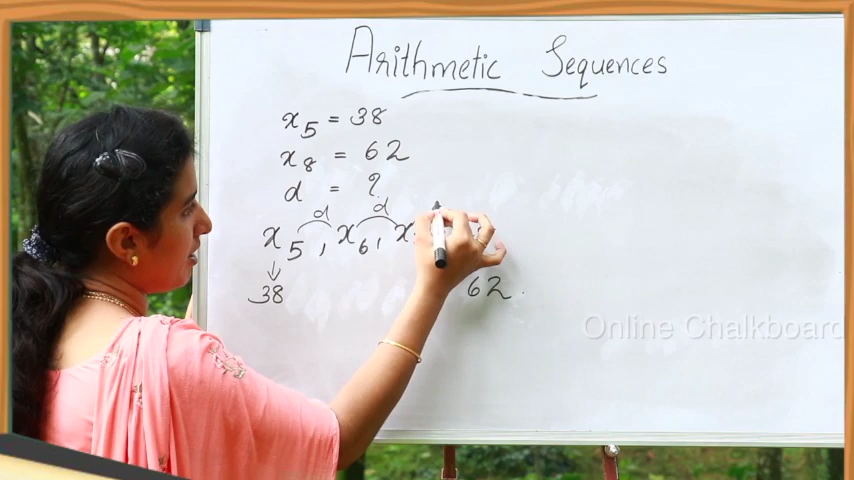 Arithmetic Sequences
x5 = 38
x8 = 62
d = ?
d d
x5, x6, x
38 62.
Online Chalkboard